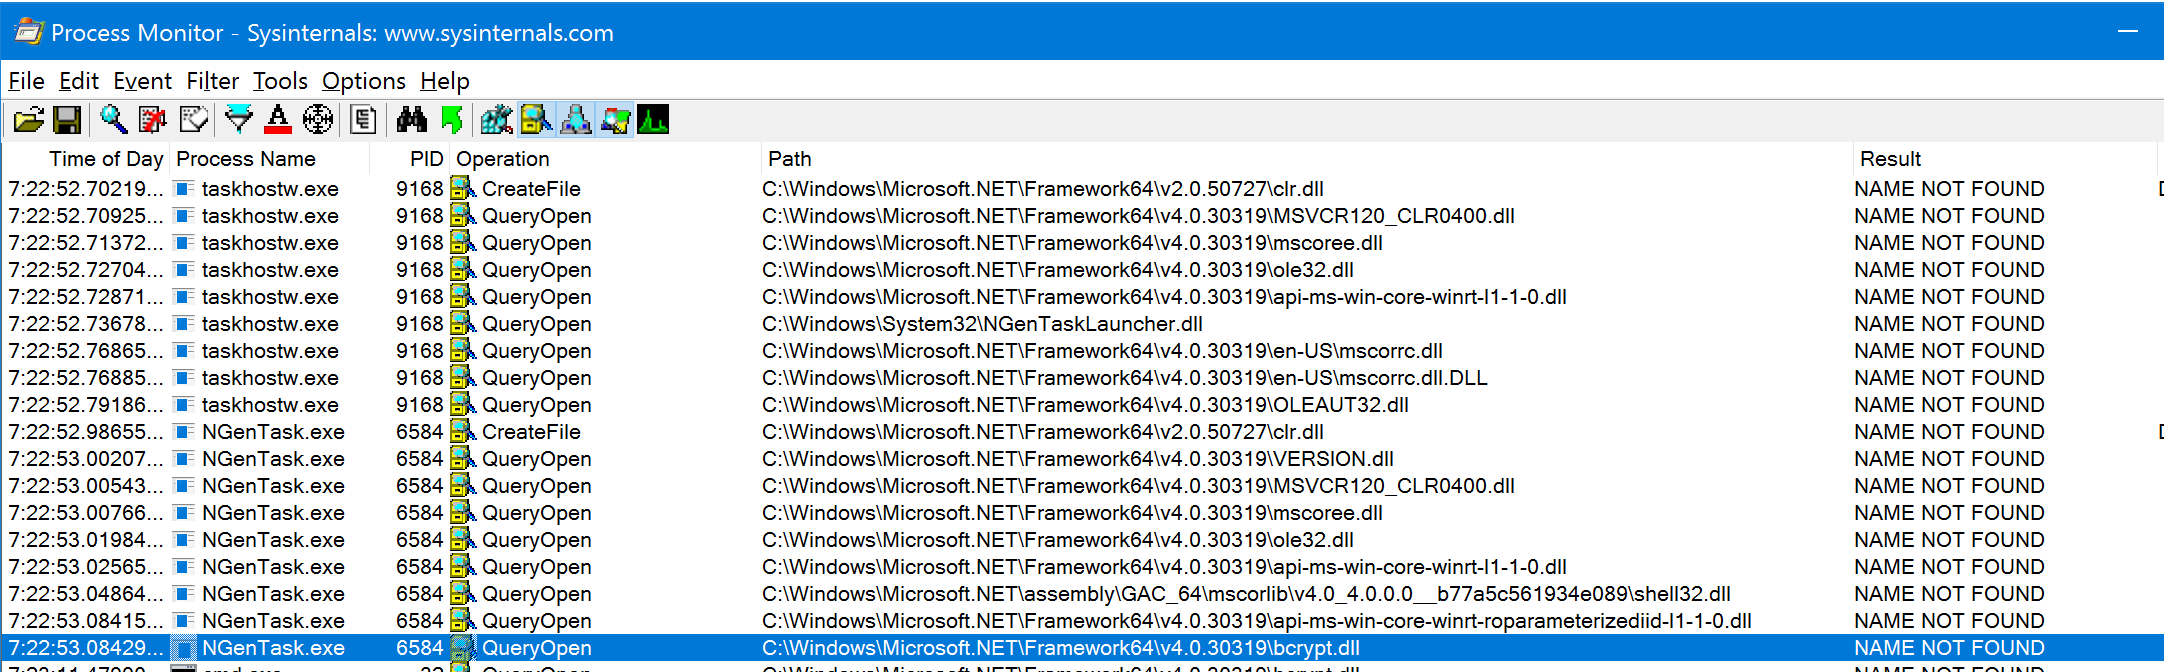 Process Monitor - Sysinternals: www.sysinternals.com
File Edit Event Filter Tools Options Help
Time of Day Process Name PID Operation Path Result
7:22:52.70219... taskhostw.exe 9168 CreateFile C:\Windows\Microsoft.NET\Framework64\v2.0.50727\clr.dll NAME NOT FOUND
7:22:52.70925... taskhostw.exe 9168 QueryOpen C:\Windows\Microsoft.NET\Framework64\v4.0.30319\MSVCR120_CLR0400.dll NAME NOT FOUND
7:22:52.71372... taskhostw.exe 9168 QueryOpen C:\Windows\Microsoft.NET\Framework64\v4.0.30319\mscoree.dll NAME NOT FOUND
7:22:52.72704... taskhostw.exe 9168 QueryOpen C:\Windows\Microsoft.NET\Framework64\v4.0.30319\ole32.dll NAME NOT FOUND
7:22:52.72871... taskhostw.exe 9168 QueryOpen C:\Windows\Microsoft.NET\Framework64\v4.0.30319\api-ms-win-core-winrt-l1-1-0.dll NAME NOT FOUND
7:22:52.73678... taskhostw.exe 9168 QueryOpen C:\Windows\System32\NGenTaskLauncher.dll NAME NOT FOUND
7:22:52.76865... taskhostw.exe 9168 QueryOpen C:\Windows\Microsoft.NET\Framework64\v4.0.30319\en-US\mscorrc.dll NAME NOT FOUND
7:22:52.76885... taskhostw.exe 9168 QueryOpen C:\Windows\Microsoft.NET\Framework64\v4.0.30319\en-US\mscorrc.dll.DLL NAME NOT FOUND
7:22:52.79186... taskhostw.exe 9168 QueryOpen C:\Windows\Microsoft.NET\Framework64\v4.0.30319\OLEAUT32.dll NAME NOT FOUND
7:22:52.98655... NGenTask.exe 6584 CreateFile C:\Windows\Microsoft.NET\Framework64\v2.0.50727\clr.dll NAME NOT FOUND
7:22:53.00207... NGenTask.exe 6584 QueryOpen C:\Windows\Microsoft.NET\Framework64\v4.0.30319\VERSION.dll NAME NOT FOUND
7:22:53.00543... NGenTask.exe 6584 QueryOpen C:\Windows\Microsoft.NET\Framework64\v4.0.30319\MSVCR120_CLR0400.dll NAME NOT FOUND
7:22:53.00766... NGenTask.exe 6584 QueryOpen C:\Windows\Microsoft.NET\Framework64\v4.0.30319\mscoree.dll NAME NOT FOUND
7:22:53.01984... NGenTask.exe 6584 QueryOpen C:\Windows\Microsoft.NET\Framework64\v4.0.30319\ole32.dll NAME NOT FOUND
7:22:53.02565... NGenTask.exe 6584 QueryOpen C:\Windows\Microsoft.NET\Framework64\v4.0.30319\api-ms-win-core-winrt-l1-1-0.dll NAME NOT FOUND
7:22:53.04864... NGenTask.exe 6584 QueryOpen C:\Windows\Microsoft.NET\assembly\GAC_64\mscorlib\v4.0_4.0.0.0__b77a5c561934e089\shell32.dll NAME NOT FOUND
7:22:53.08415... NGenTask.exe 6584 QueryOpen C:\Windows\Microsoft.NET\Framework64\v4.0.30319\api-ms-win-core-winrt-roparameterizediid-l1-1-0.dll NAME NOT FOUND
7:22:53.08429... NGenTask.exe 6584 QueryOpen C:\Windows\Microsoft.NET\Framework64\v4.0.30319\bcrypt.dll NAME NOT FOUND